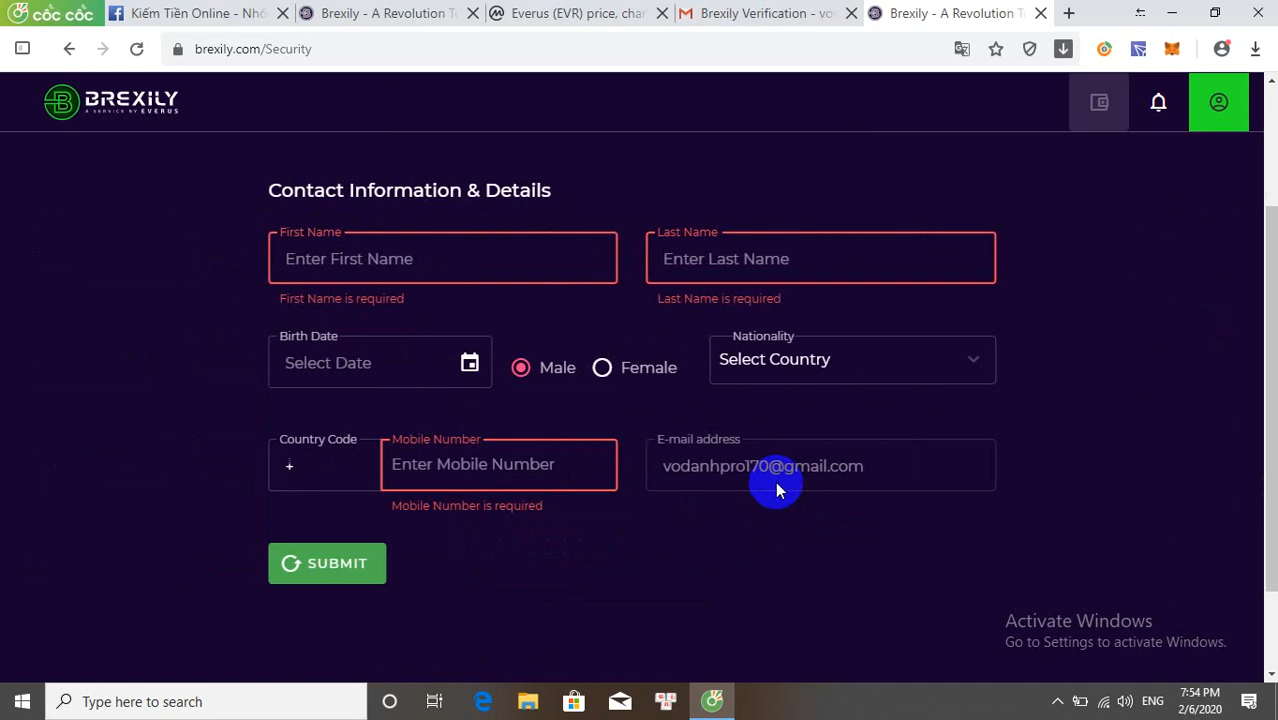 cốc cốc
Kiếm Tiền Online - Nhó
Brexily - A Revolution T
Everus (EVR) price, cha
Brexily Verification - vo
Brexily - A Revolution T
brexily.com/Security
BREXILY
A SERVICE BY EVERUS
Contact Information & Details
First Name
Last Name
Enter First Name
Enter Last Name
First Name is required
Last Name is required
Birth Date
Nationality
Select Date
Male
Female
Select Country
Country Code
Mobile Number
E-mail address
+
Enter Mobile Number
vodanhpro170@gmail.com
Mobile Number is required
SUBMIT
Activate Windows
Go to Settings to activate Windows.
Type here to search
ENG
7:54 PM
2/6/2020